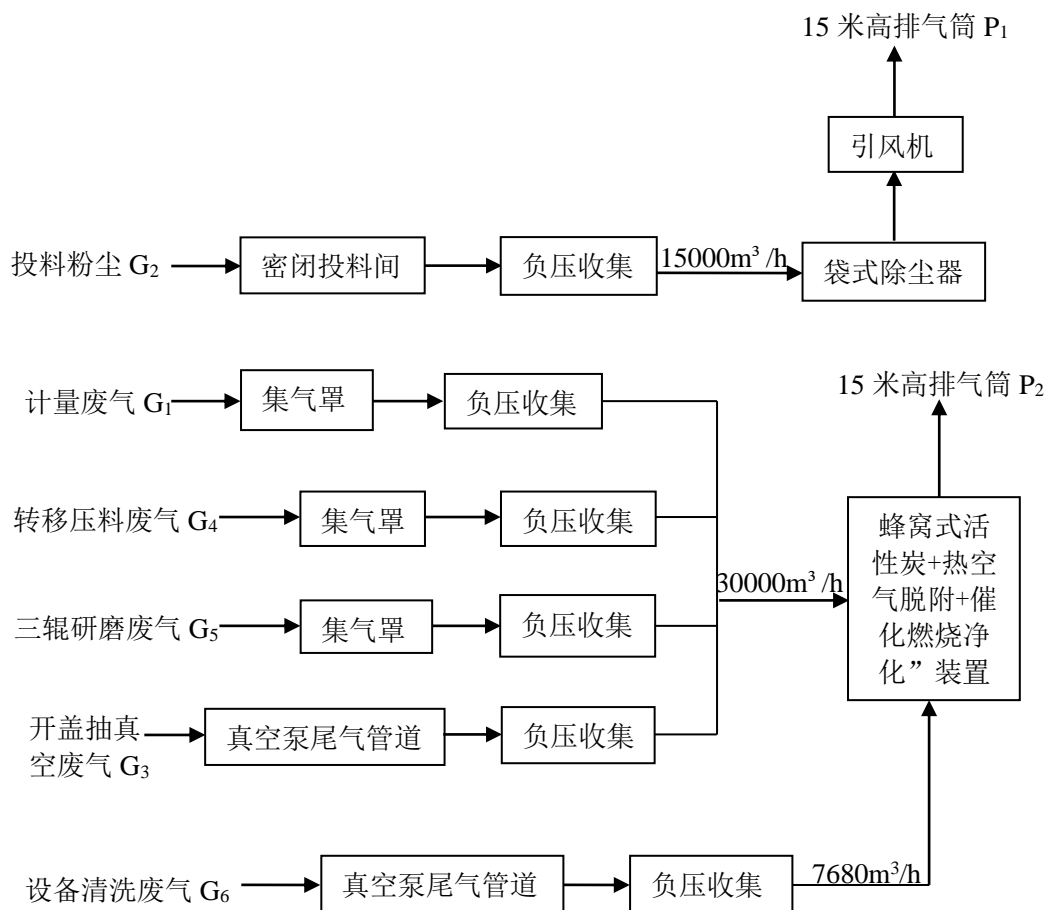 15 米高排气筒 P₁
引风机
投料粉尘 G₂
密闭投料间
负压收集
15000m³ /h
袋式除尘器
计量废气 G₁
集气罩
负压收集
15 米高排气筒 P₂
转移压料废气 G₄
集气罩
负压收集
30000m³ /h
蜂窝式活
性炭+热空
气脱附+催
化燃烧净
化”装置
三辊研磨废气 G₅
集气罩
负压收集
开盖抽真
空废气 G₃
真空泵尾气管道
负压收集
设备清洗废气 G₆
真空泵尾气管道
负压收集
7680m³/h